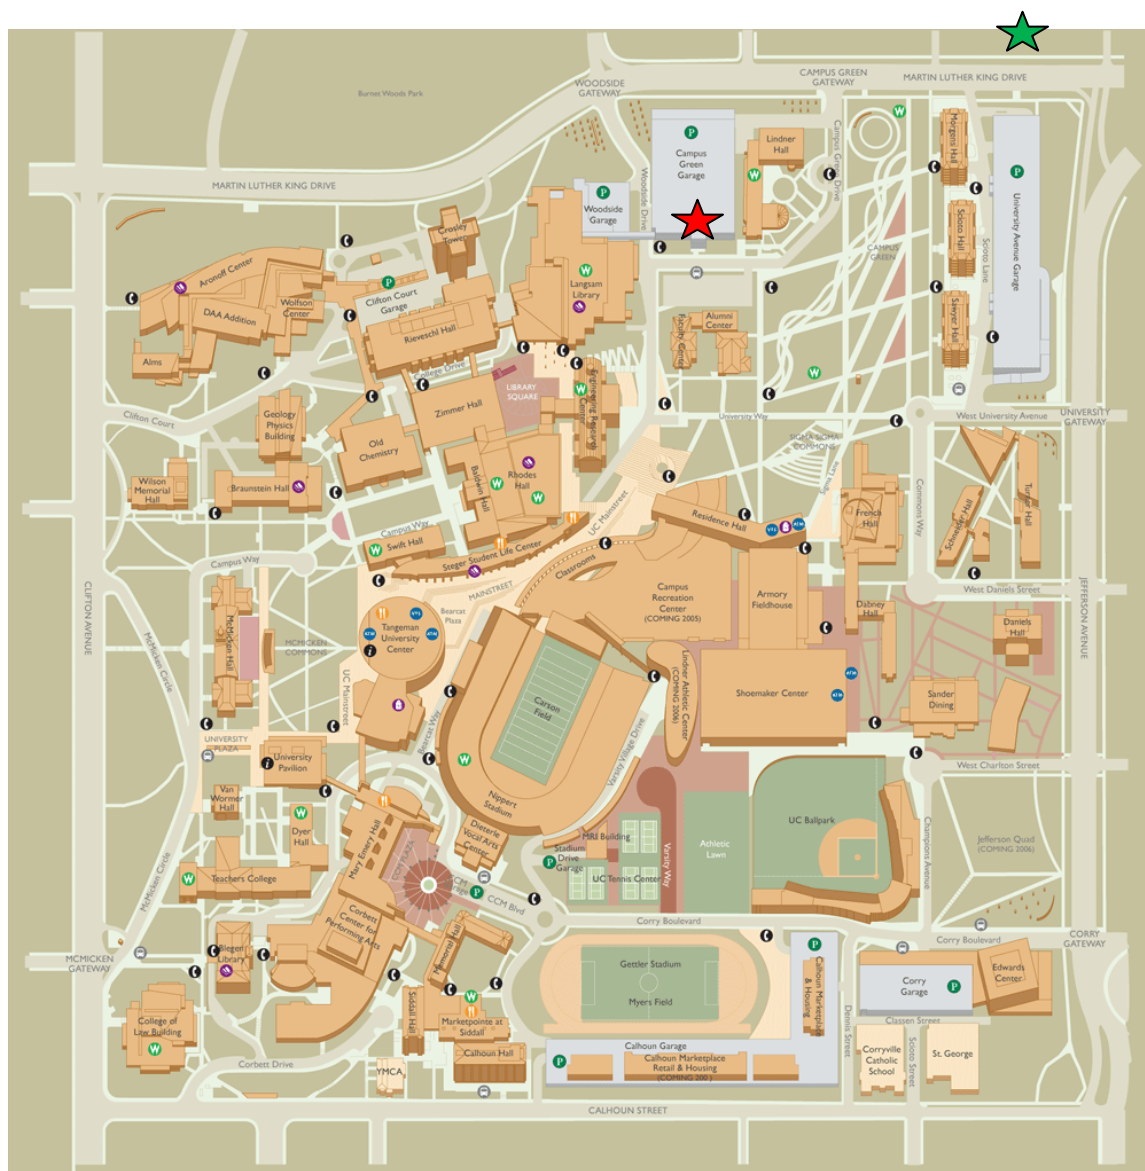 CAMPUS GREEN
GATEWAY
MARTIN LUTHER KING DRIVE
WOODSIDE
GATEWAY
Burnet Woods Park
P
Campus
Green
Garage
Lindner
Hall
Campus Green Drive
W
Morgens Hall
P
University Avenue Garage
MARTIN LUTHER KING DRIVE
Woodside Drive
P
Woodside
Garage
W
Scioto Hall
Scioto Lane
CAMPUS
GREEN
Crosley
Tower
Aronoff Center
DAA Addition
Wolfson
Center
Alms
P
Clifton Court
Garage
Rieveschl Hall
W
Langsam
Library
Faculty Center
Alumni
Center
Sawyer Hall
W
College Drive
LIBRARY
SQUARE
Engineering Research
Center
W
Clifton Court
Geology
Physics
Building
Zimmer Hall
University Way
West University Avenue
UNIVERSITY
GATEWAY
Old
Chemistry
SIGMA SIGMA
COMMONS
Sigma Lane
Wilson
Memorial
Hall
Braunstein Hall
Baldwin Hall
Rhodes
Hall
W
W
UC Mainstreet
Residence Hall
VTS
ATM
French
Hall
Commons Way
Schneider Hall
Turner Hall
Campus Way
W
Swift Hall
Steger Student Life Center
Classrooms
Campus Way
MAINSTREET
Campus
Recreation
Center
(COMING 2005)
Armory
Fieldhouse
Dabney
Hall
West Daniels Street
CLIFTON AVENUE
JEFFERSON AVENUE
McMicken Circle
McMicken Hall
MCMICKEN
COMMONS
VTS
ATM
ATM
i
Tangeman
University
Center
Bearcat
Plaza
Daniels
Hall
UC Mainstreet
Carson
Field
Lindner Athletic Center
(COMING 2006)
Shoemaker Center
ATM
ATM
Sander
Dining
UNIVERSITY
PLAZA
i
University
Pavilion
Bearcat Way
W
Nippert
Stadium
Varsity Village Drive
West Charlton Street
Van
Wormer
Hall
W
Dyer
Hall
Mary Emery Hall
Dieterle
Vocal Arts
Center
MRI Building
Stadium
Drive
Garage
P
UC Tennis Center
Varsity Way
Athletic
Lawn
UC Ballpark
Champions Avenue
Jefferson Quad
(COMING 2006)
W
Teachers College
McMicken Circle
P
CCM Blvd
Corbett
Center for
Performing Arts
Corry Boulevard
Corry Boulevard
CORRY
GATEWAY
MCMICKEN
GATEWAY
Blegen
Library
Memorial Hall
Gettler Stadium
Myers Field
P
Calhoun Marketplace
& Housing
Corry
Garage
P
Edwards
Center
College of
Law Building
W
Siddall Hall
W
Marketpointe at
Siddall
Calhoun Hall
Corbett Drive
YMCA
Calhoun Garage
P
Calhoun Marketplace
Retail & Housing
Dennis Street
Classen Street
Corryville
Catholic
School
Scioto Street
St. George
CALHOUN STREET